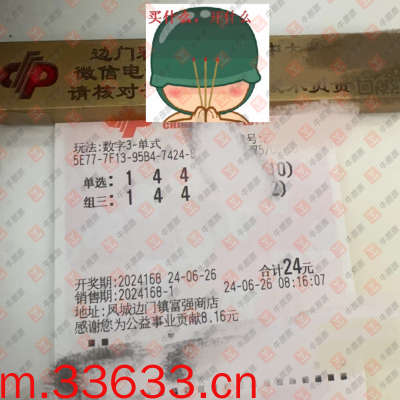 买什么,开什么
边门彩
微信电
请核对
玩法:数字3-单式
5E77-7F13-95B4-7424-
单选: 1 4 4
组三: 1 4 4
开奖期:2024168 24-06-26
合计24元
销售期:2024168-1 24-06-26 08:16:07
地址:凤城边门镇富强商店
感谢您为公益事业贡献8.16元
m.33633.cn